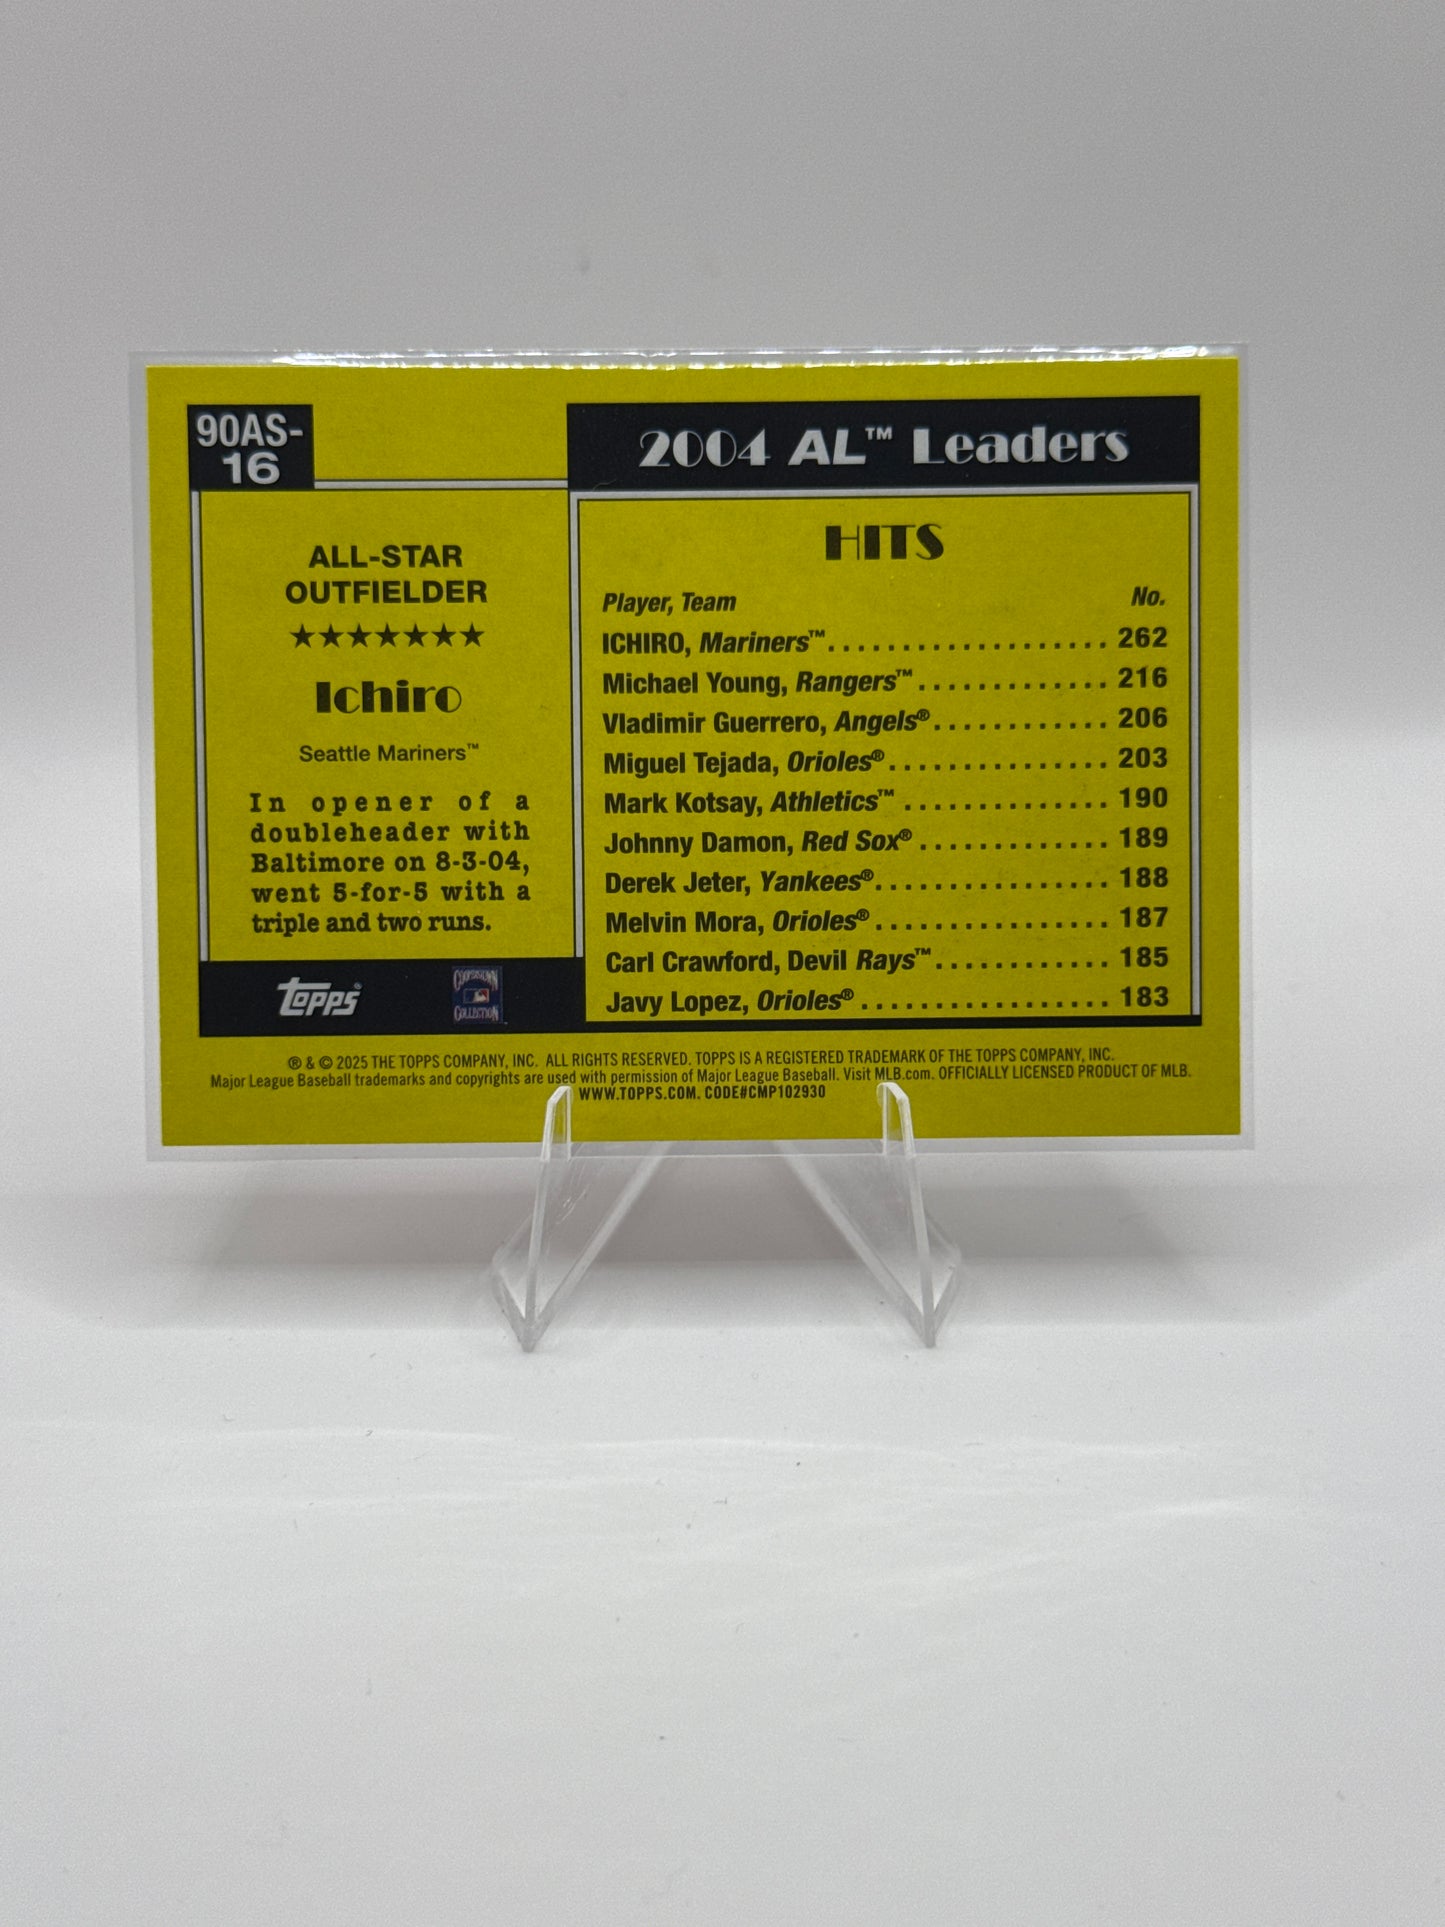 90AS-
16
ALL-STAR
OUTFIELDER
★★★★★★★
Ichiro
Seattle Mariners™
In opener of a
doubleheader with
Baltimore on 8-3-04,
went 5-for-5 with a
triple and two runs.
Topps®
COOPERSTOWN
COLLECTION
2004 AL™ Leaders
HITS
Player, Team No.
ICHIRO, Mariners™ . . . . . . . . . . . . . . . . . . . 262
Michael Young, Rangers™ . . . . . . . . . . . . . 216
Vladimir Guerrero, Angels® . . . . . . . . . . . . 206
Miguel Tejada, Orioles® . . . . . . . . . . . . . . . 203
Mark Kotsay, Athletics™ . . . . . . . . . . . . . . 190
Johnny Damon, Red Sox® . . . . . . . . . . . . . 189
Derek Jeter, Yankees® . . . . . . . . . . . . . . . . 188
Melvin Mora, Orioles® . . . . . . . . . . . . . . . . 187
Carl Crawford, Devil Rays™ . . . . . . . . . . . . 185
Javy Lopez, Orioles® . . . . . . . . . . . . . . . . . 183
® & © 2025 THE TOPPS COMPANY, INC. ALL RIGHTS RESERVED. TOPPS IS A REGISTERED TRADEMARK OF THE TOPPS COMPANY, INC.
Major League Baseball trademarks and copyrights are used with permission of Major League Baseball. Visit MLB.com. OFFICIALLY LICENSED PRODUCT OF MLB.
WWW.TOPPS.COM. CODE#CMP102930